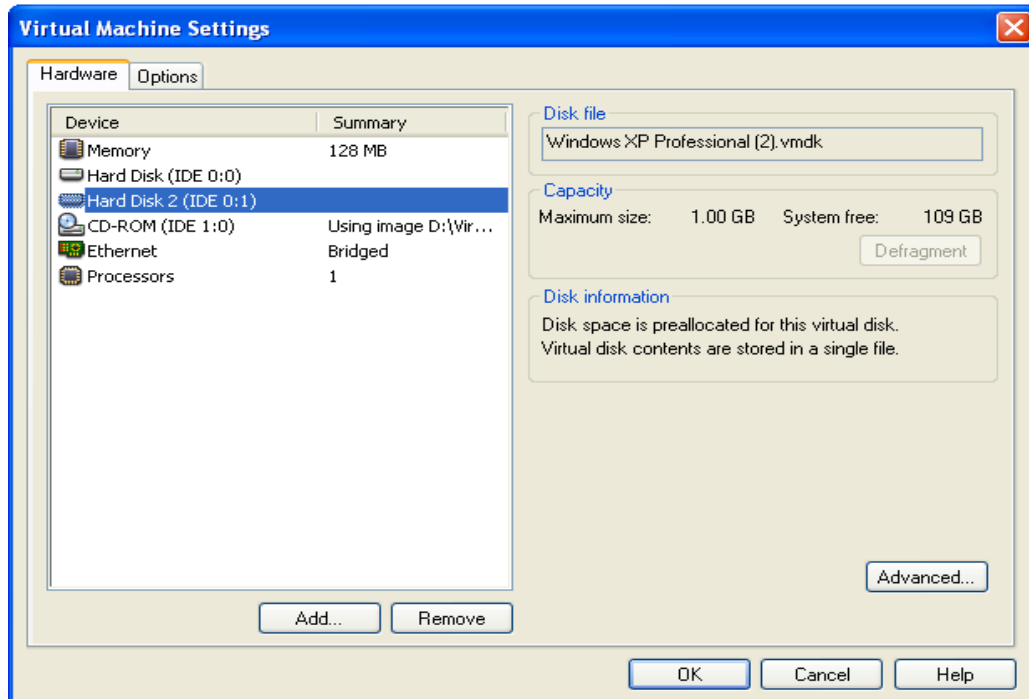 Virtual Machine Settings
Hardware Options
Device Summary
Memory 128 MB
Hard Disk (IDE 0:0)
Hard Disk 2 (IDE 0:1)
CD-ROM (IDE 1:0) Using image D:\Vir...
Ethernet Bridged
Processors 1
Add... Remove
Disk file
Windows XP Professional (2).vmdk
Capacity
Maximum size: 1.00 GB System free: 109 GB
Defragment
Disk information
Disk space is preallocated for this virtual disk.
Virtual disk contents are stored in a single file.
Advanced...
OK Cancel Help